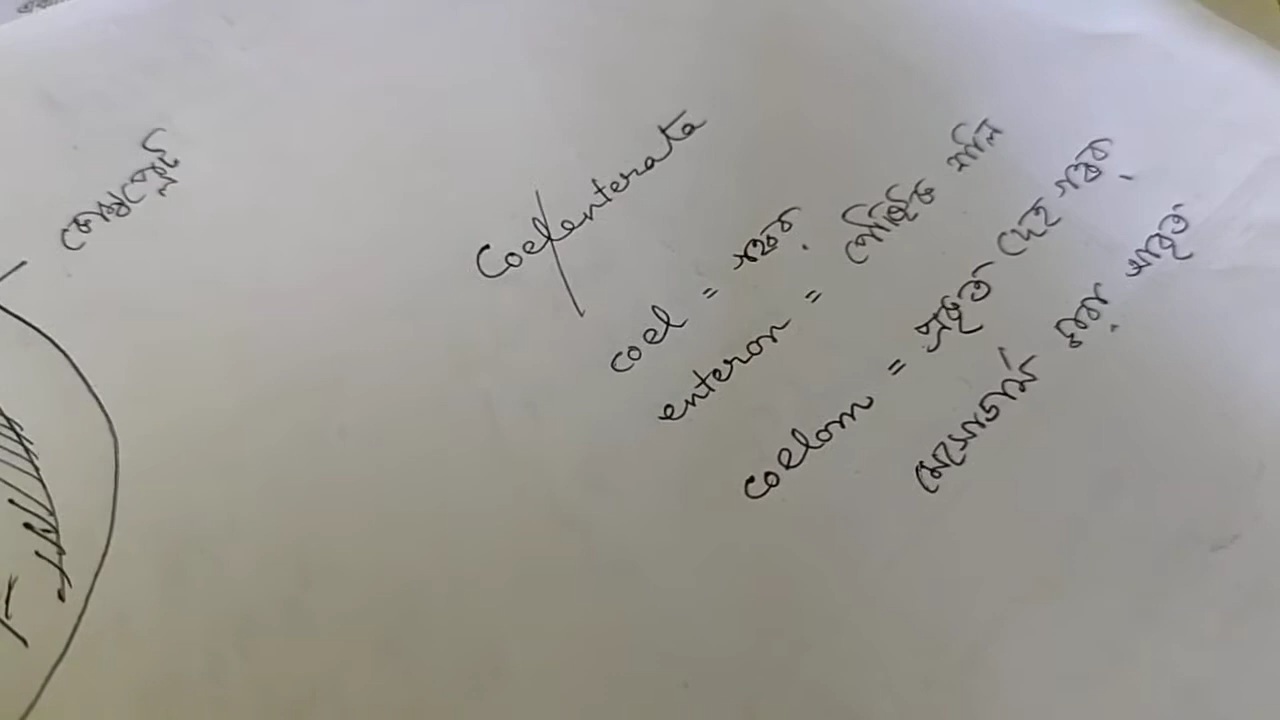 Coelenterata
coel = গহ্বর
enteron = পৌষ্টিক নালি
coelom = প্রকৃত দেহ গহ্বর
মেসোডার্ম দ্বারা আবৃত